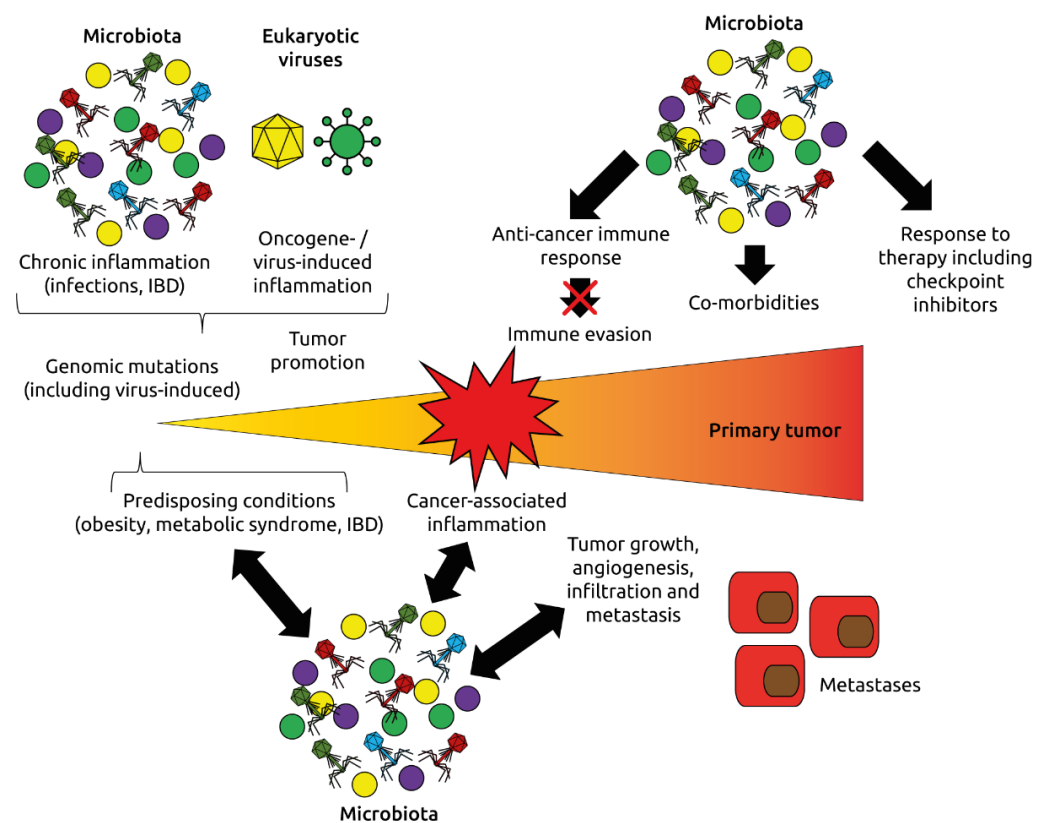 Microbiota
Eukaryotic
viruses
Chronic inflammation
(infections, IBD)
Oncogene- /
virus-induced
inflammation
Genomic mutations
(including virus-induced)
Tumor
promotion
Microbiota
Anti-cancer immune
response
Immune evasion
Co-morbidities
Response to
therapy including
checkpoint
inhibitors
Primary tumor
Predisposing conditions
(obesity, metabolic syndrome, IBD)
Cancer-associated
inflammation
Tumor growth,
angiogenesis,
infiltration and
metastasis
Metastases
Microbiota